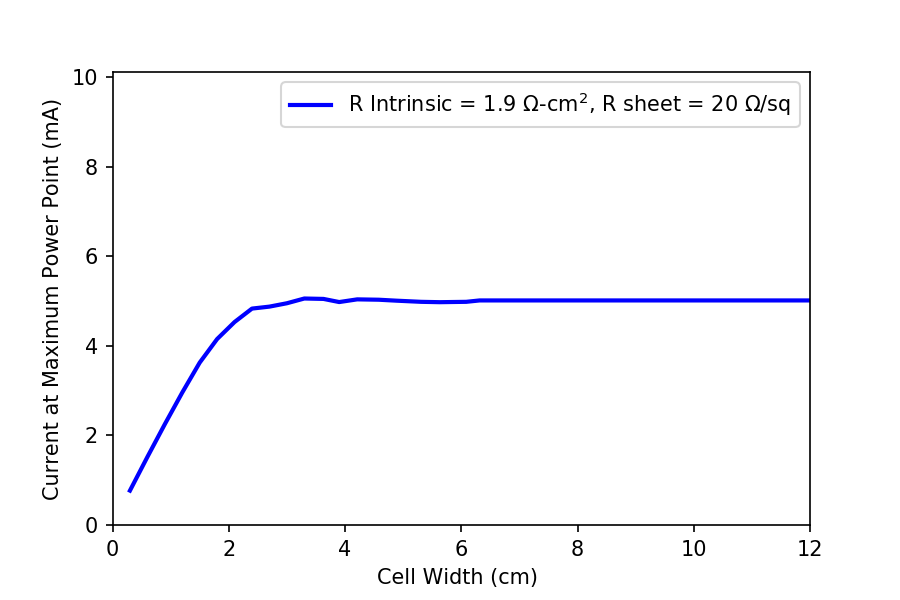 R Intrinsic = 1.9 Ω-cm², R sheet = 20 Ω/sq
Current at Maximum Power Point (mA)
10
8
6
4
2
0
0 2 4 6 8 10 12
Cell Width (cm)